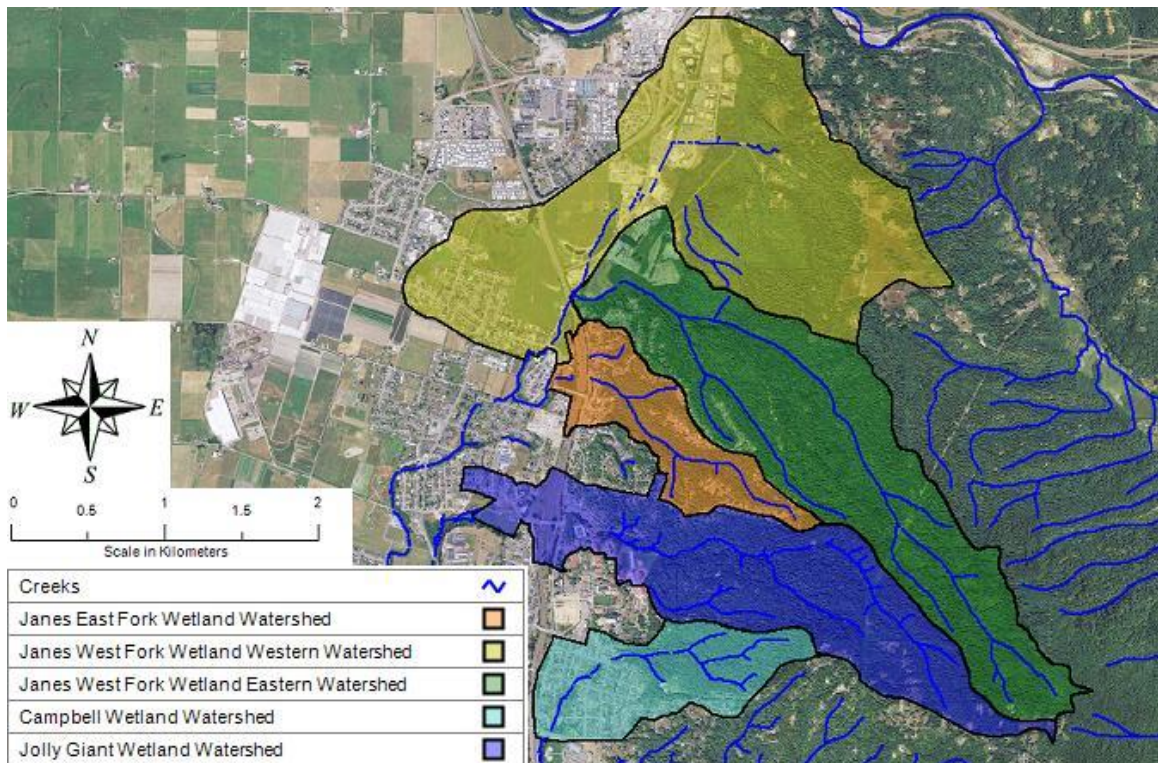 N
W E
S
0 0.5 1 1.5 2
Scale in Kilometers
Creeks
Janes East Fork Wetland Watershed
Janes West Fork Wetland Western Watershed
Janes West Fork Wetland Eastern Watershed
Campbell Wetland Watershed
Jolly Giant Wetland Watershed